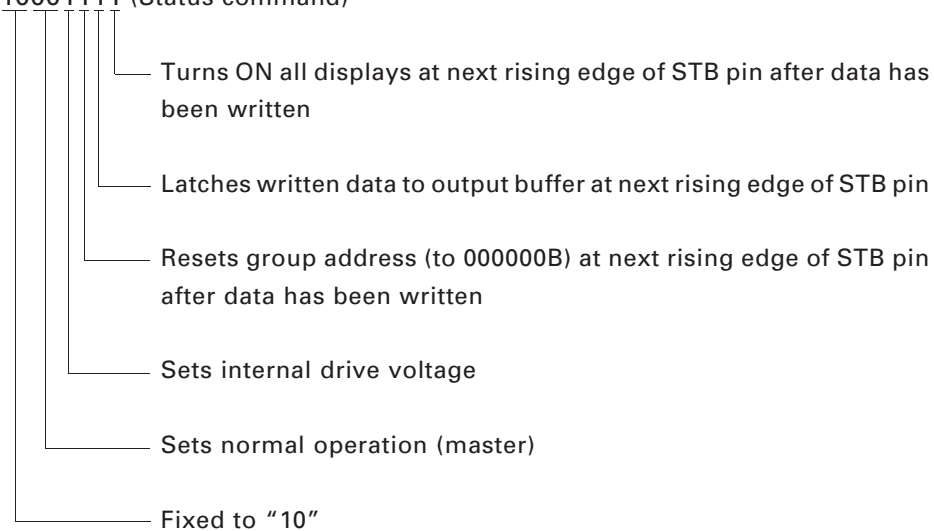 10001111 (Status command)
Turns ON all displays at next rising edge of STB pin after data has
been written
Latches written data to output buffer at next rising edge of STB pin
Resets group address (to 000000B) at next rising edge of STB pin
after data has been written
Sets internal drive voltage
Sets normal operation (master)
Fixed to “10”